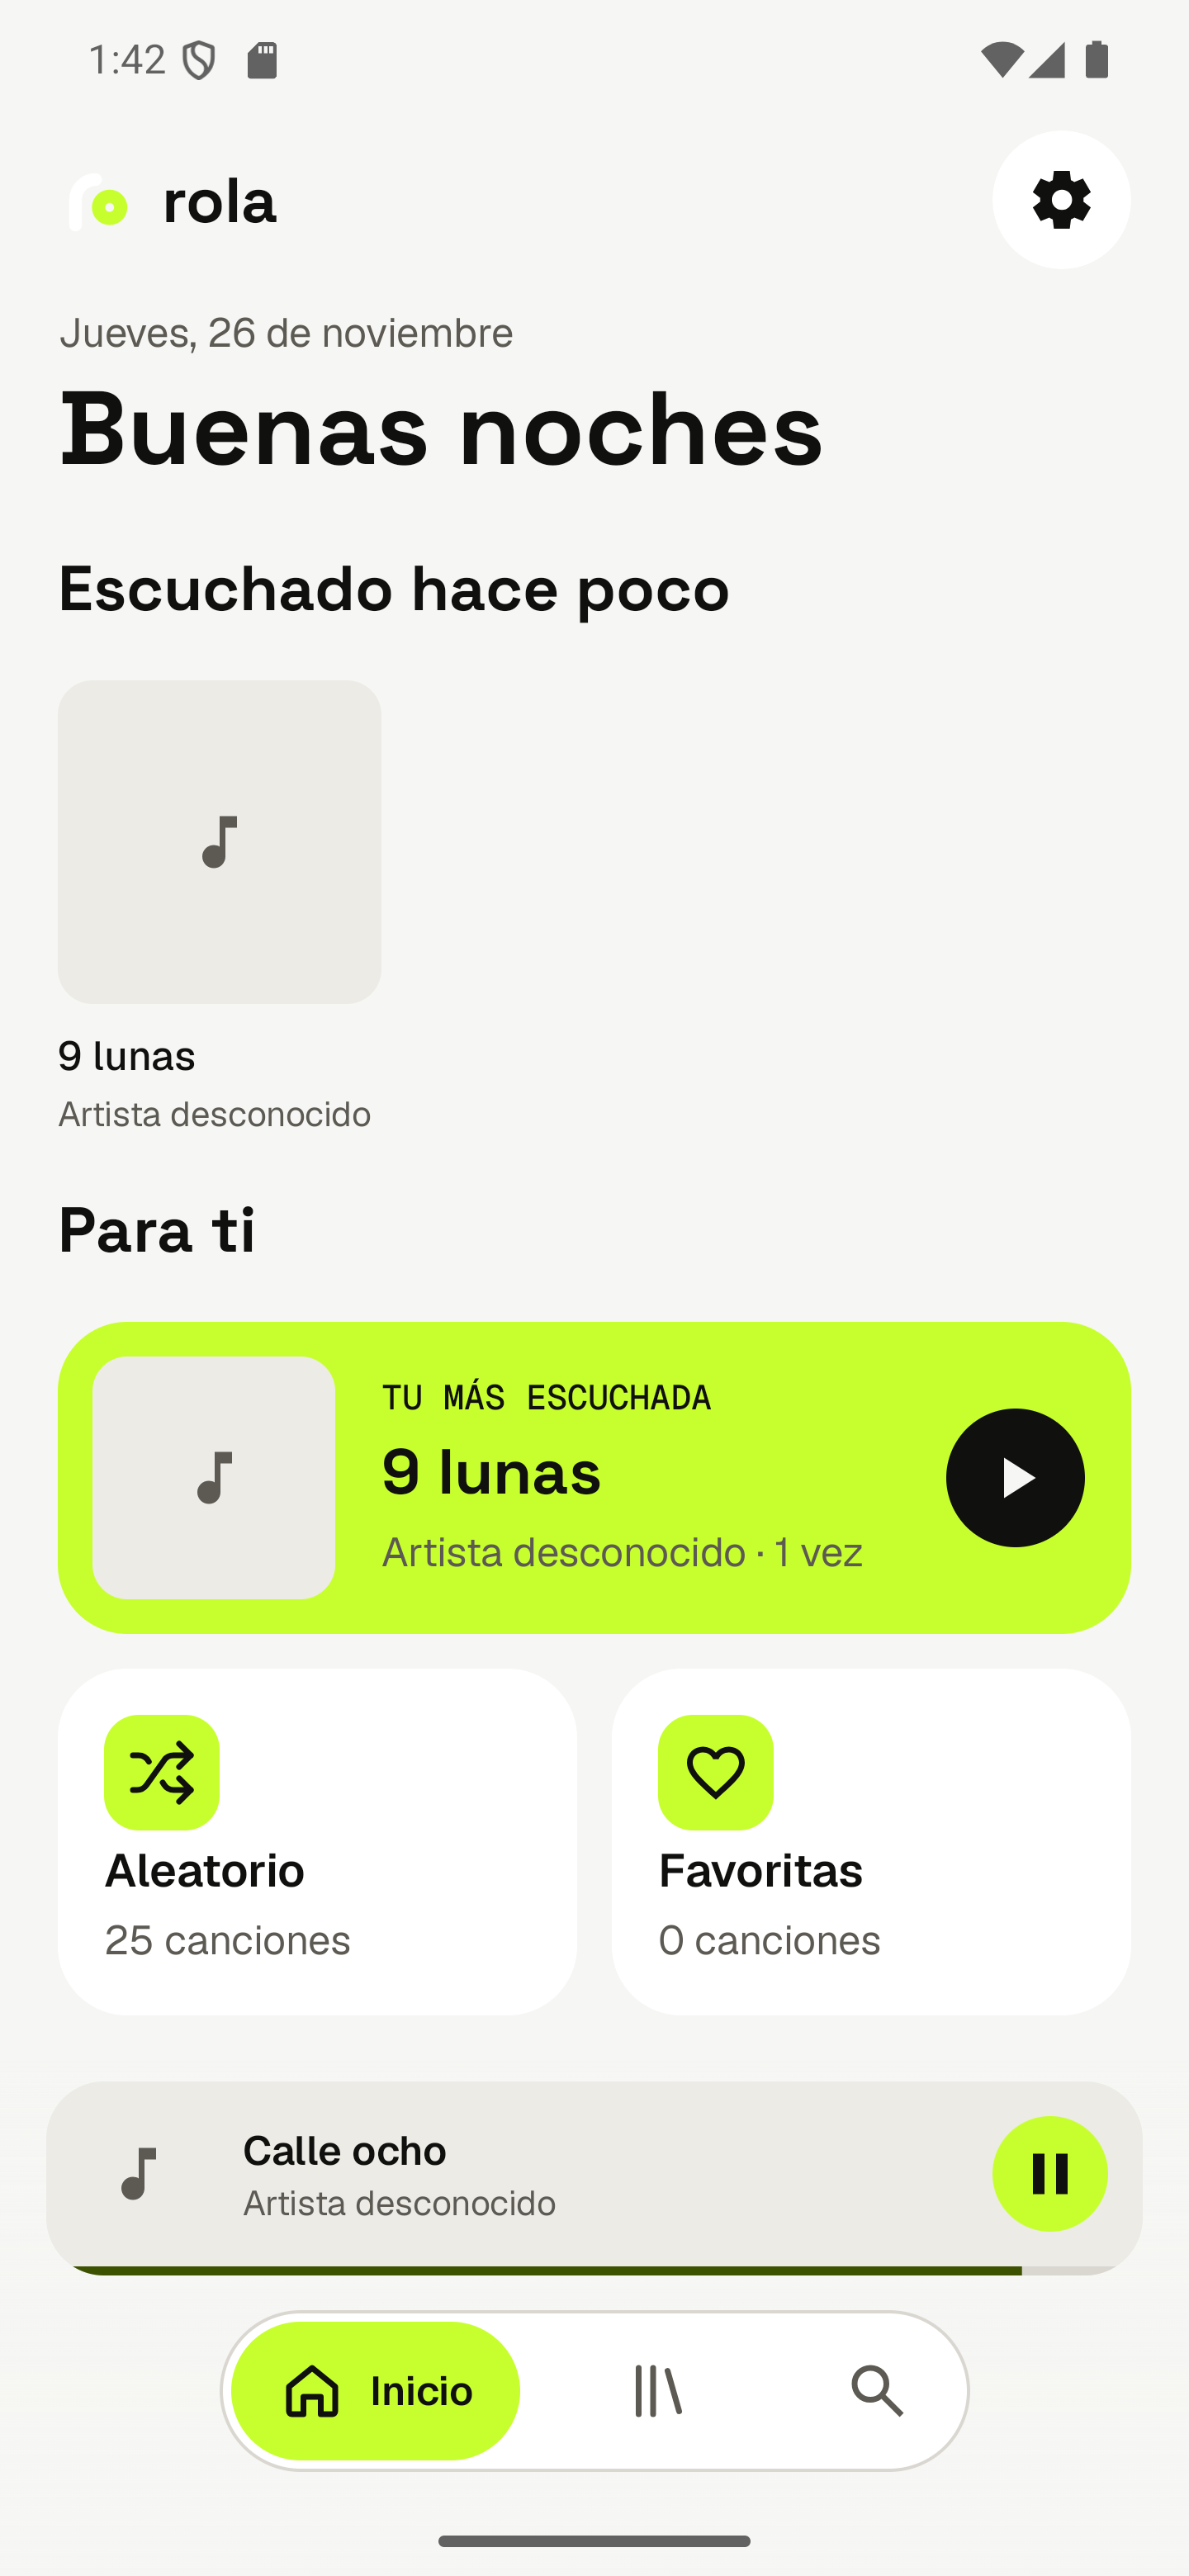 1:42
rola
Jueves, 26 de noviembre
Buenas noches
Escuchado hace poco
9 lunas
Artista desconocido
Para ti
TU MÁS ESCUCHADA
9 lunas
Artista desconocido · 1 vez
Aleatorio
25 canciones
Favoritas
0 canciones
Calle ocho
Artista desconocido
Inicio